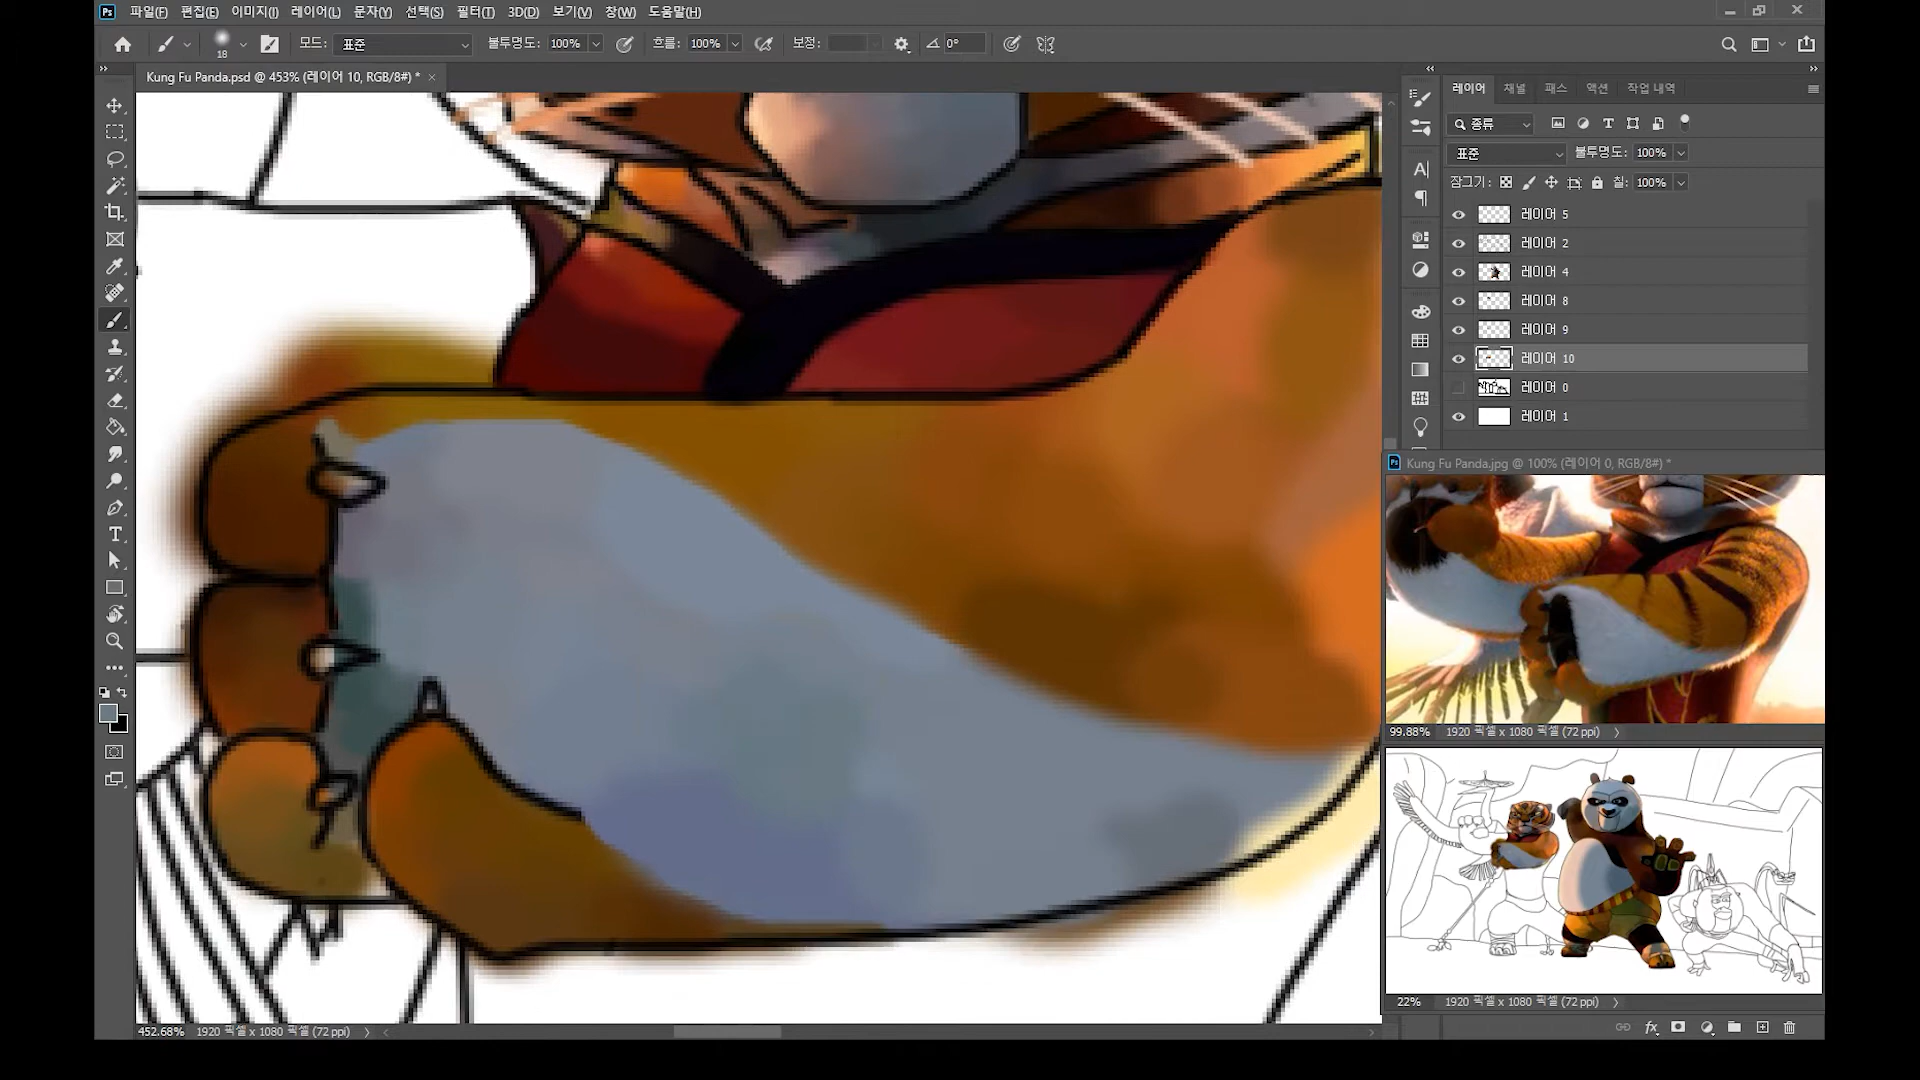 Ps 파일(F) 편집(E) 이미지(I) 레이어(L) 문자(Y) 선택(S) 필터(T) 3D(D) 보기(V) 창(W) 도움말(H)
18 모드: 표준 불투명도: 100% 흐름: 100% 보정: 0°
Kung Fu Panda.psd @ 453% (레이어 10, RGB/8#) *
레이어 채널 패스 액션 작업 내역
종류
표준 불투명도: 100%
잠그기: 칠: 100%
레이어 5
레이어 2
레이어 4
레이어 8
레이어 9
레이어 10
레이어 0
레이어 1
Ps Kung Fu Panda.jpg @ 100% (레이어 0, RGB/8#) *
99.88% 1920 픽셀 x 1080 픽셀 (72 ppi)
22% 1920 픽셀 x 1080 픽셀 (72 ppi)
452.68% 1920 픽셀 x 1080 픽셀 (72 ppi)
fx